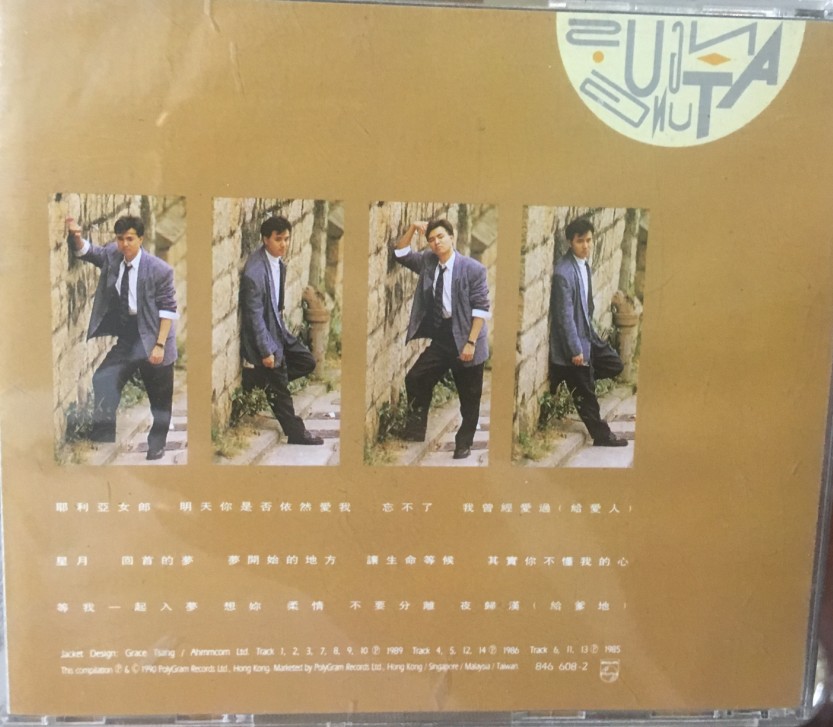 耶利亞女郎 明天你是否依然愛我 忘不了 我曾經愛過(給愛人)
星月 回首的夢 夢開始的地方 讓生命等候 其實你不懂我的心
等我一起入夢 想妳 柔情 不要分離 夜歸漢(給爹地)
Jacket Design: Grace Tsang / Ahmmcom Ltd. Track 1, 2, 3, 7, 8, 9, 10 Ⓟ 1989 Track 4, 5, 12, 14 Ⓟ 1986 Track 6, 11, 13 Ⓟ 1985
This compilation Ⓟ & © 1990 PolyGram Records Ltd., Hong Kong. Marketed by PolyGram Records Ltd., Hong Kong / Singapore / Malaysia / Taiwan 846 608-2